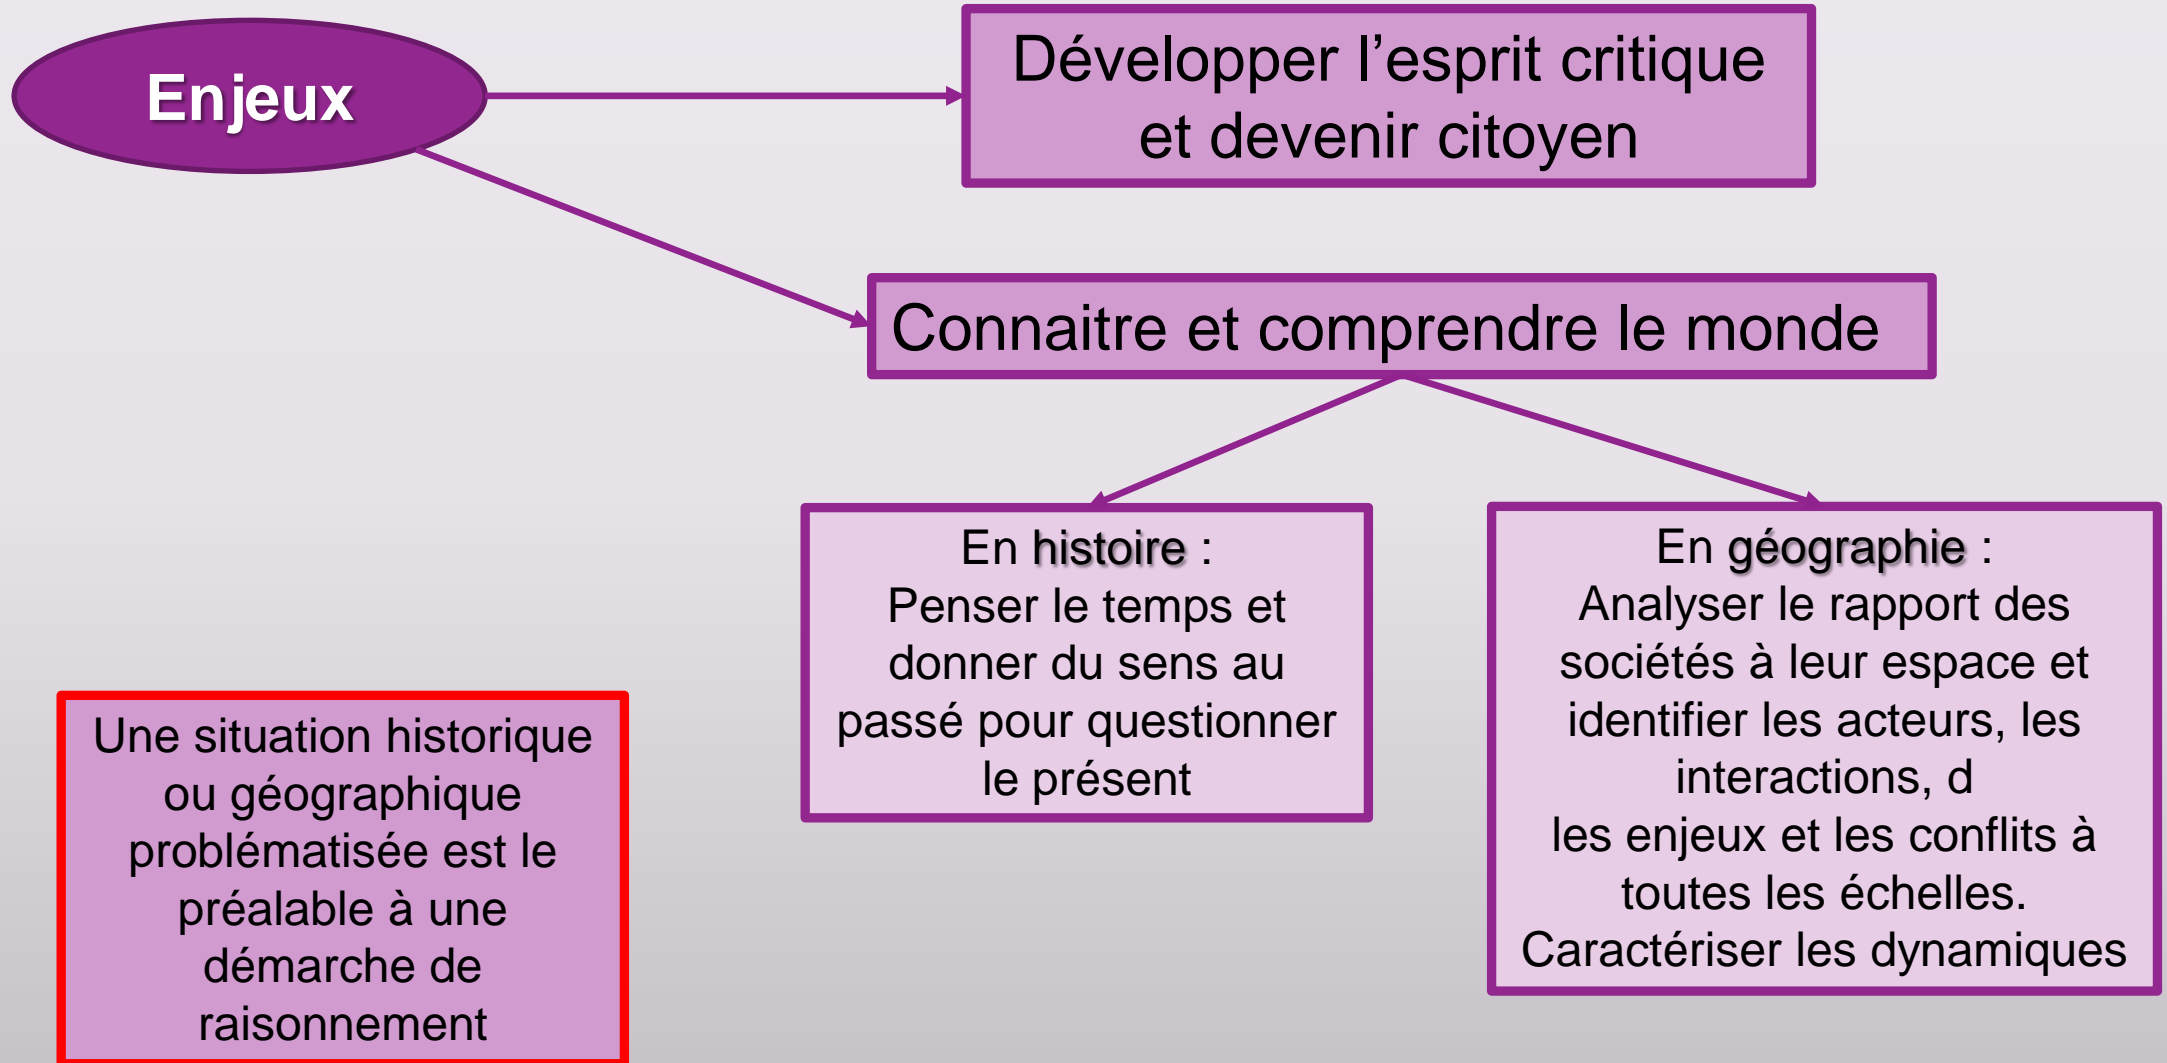 Enjeux
Développer l’esprit critique
et devenir citoyen
Connaitre et comprendre le monde
En histoire :
Penser le temps et
donner du sens au
passé pour questionner
le présent
En géographie :
Analyser le rapport des
sociétés à leur espace et
identifier les acteurs, les
interactions, d
les enjeux et les conflits à
toutes les échelles.
Caractériser les dynamiques
Une situation historique
ou géographique
problématisée est le
préalable à une
démarche de
raisonnement